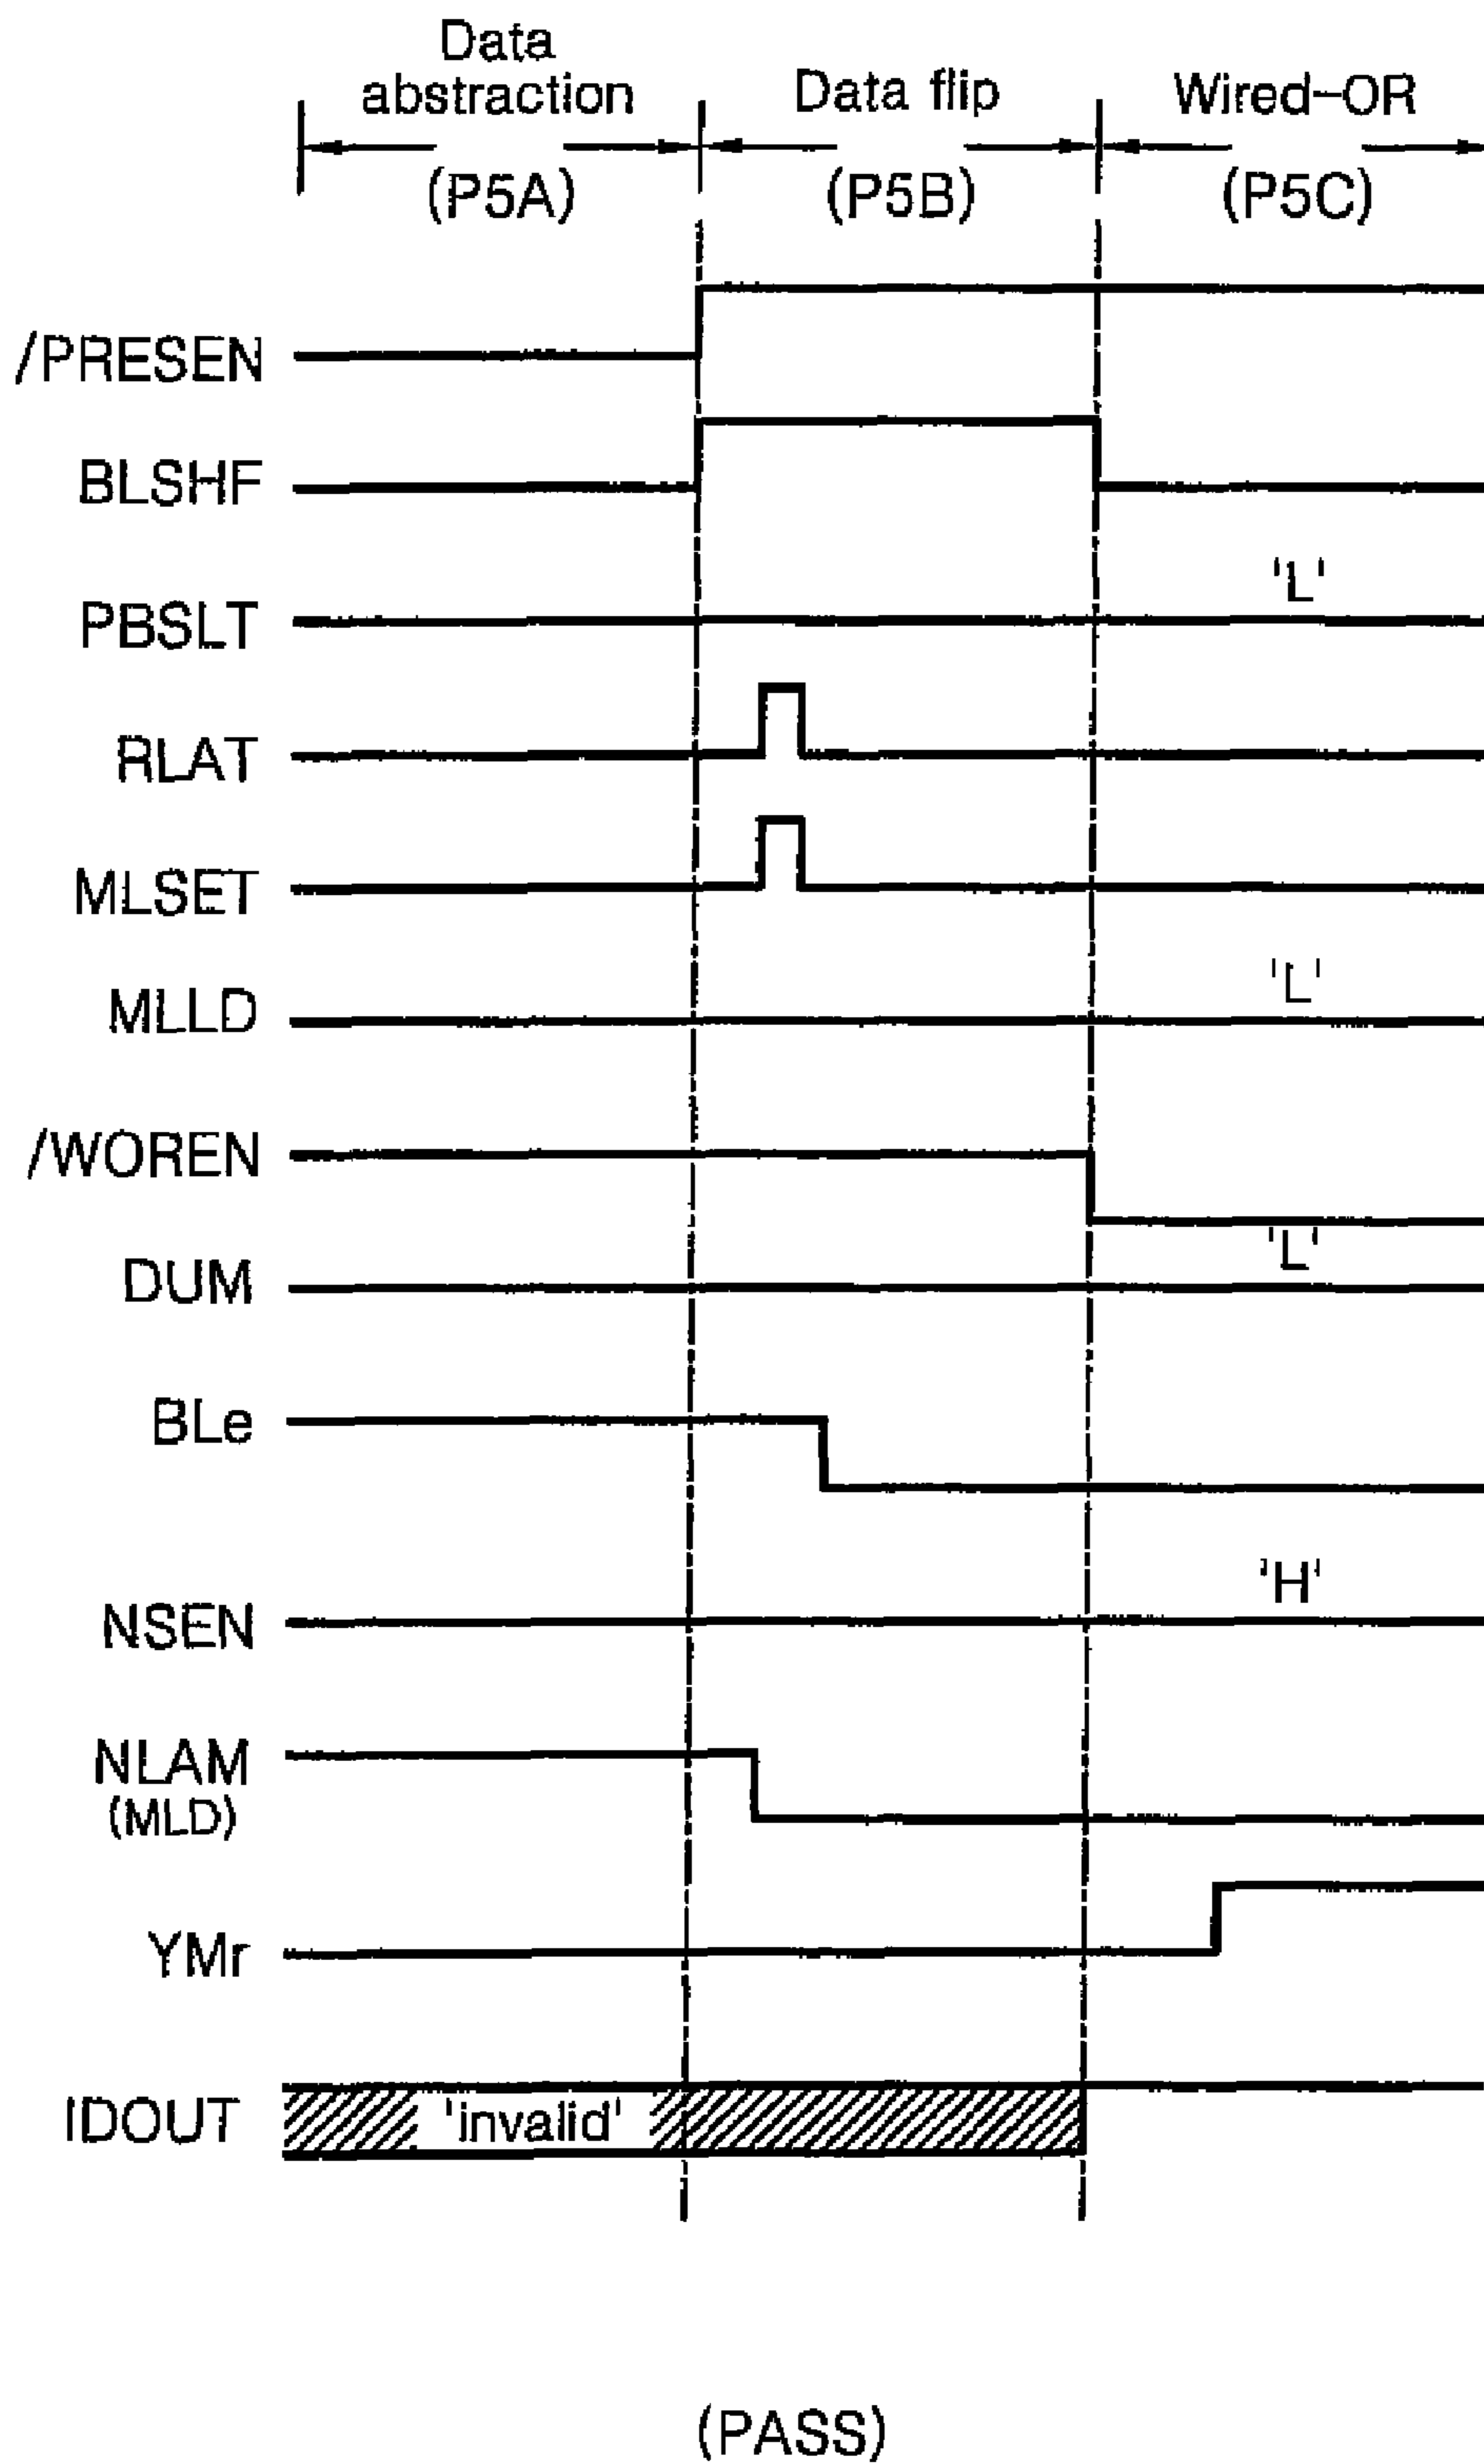 Data
abstraction
Data flip
Wired-OR
(P5A)
(P5B)
(P5C)
/PRESEN
BLSHF
'L'
PBSLT
RLAT
MLSET
'L'
MLLD
/WOREN
'L'
DUM
BLe
'H'
NSEN
NLAM
(MLD)
YMr
IDOUT
'invalid'
(PASS)